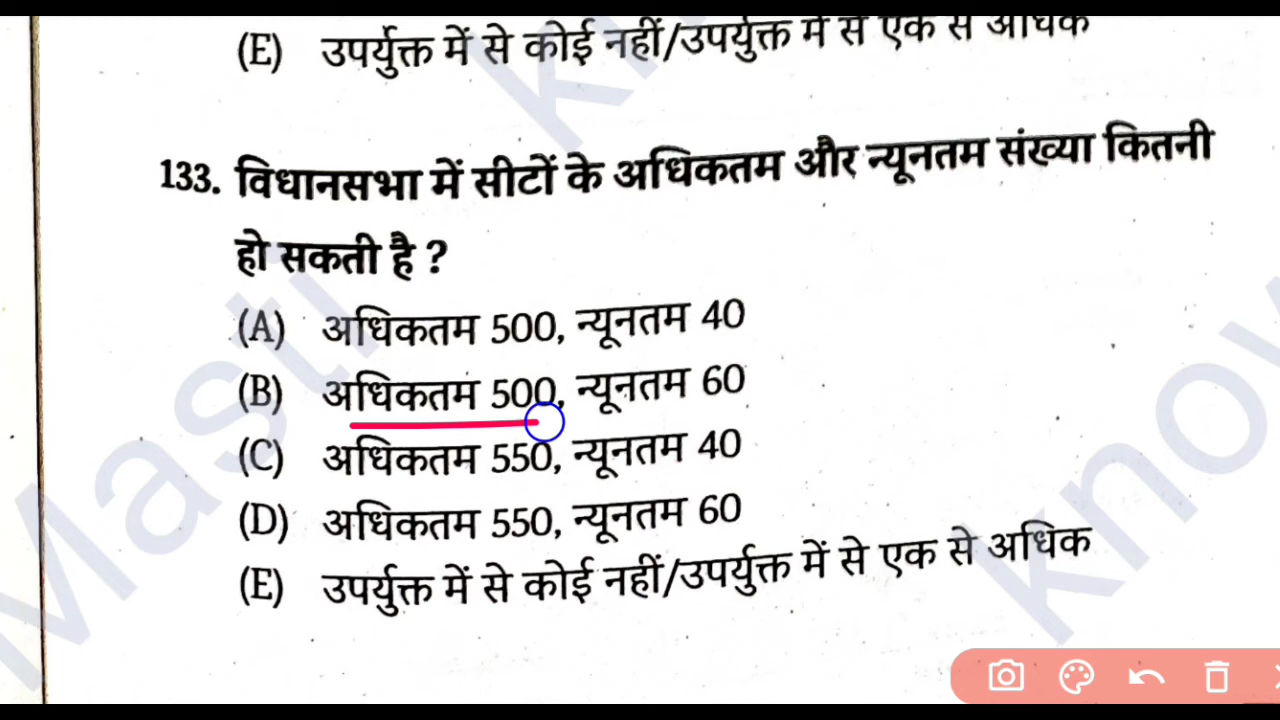 (E) उपर्युक्त में से कोई नहीं/उपर्युक्त में से एक से अधिक
133. विधानसभा में सीटों के अधिकतम और न्यूनतम संख्या कितनी
हो सकती है ?
(A) अधिकतम 500, न्यूनतम 40
(B) अधिकतम 500, न्यूनतम 60
(C) अधिकतम 550, न्यूनतम 40
(D) अधिकतम 550, न्यूनतम 60
(E) उपर्युक्त में से कोई नहीं/उपर्युक्त में से एक से अधिक
Masti
know